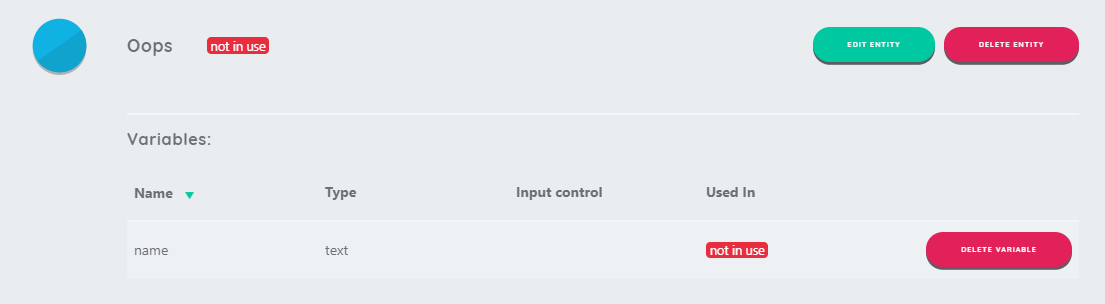 Oops not in use EDIT ENTITY DELETE ENTITY
Variables:
Name Type Input control Used In
name text not in use DELETE VARIABLE